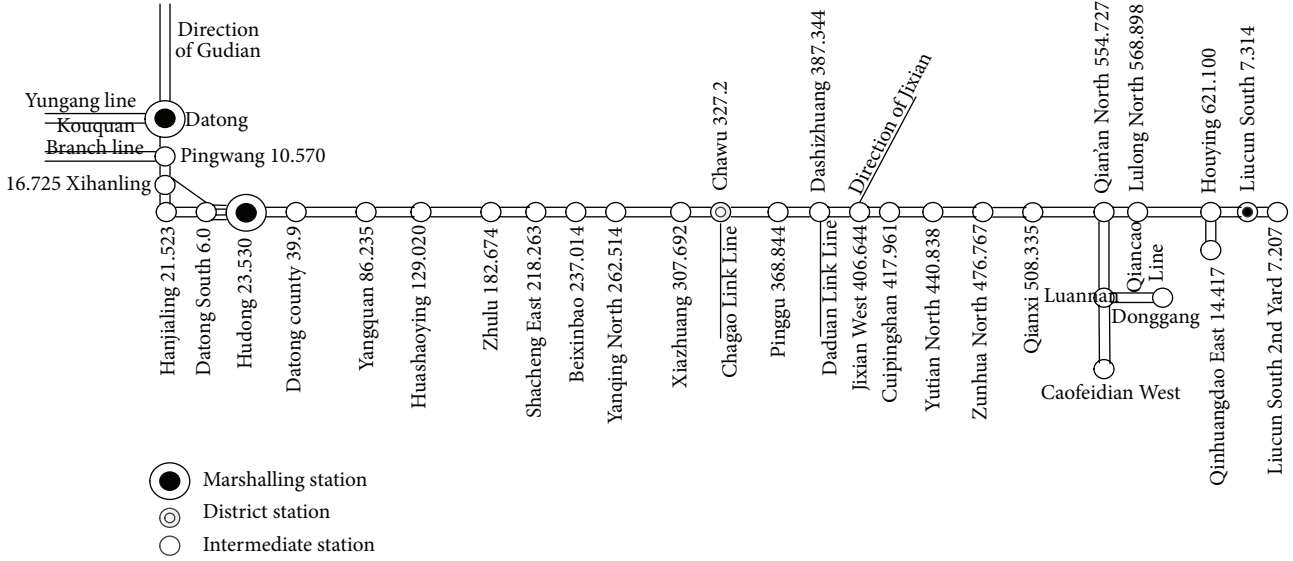 Direction
of Gudian
Yungang line
Datong
Kouquan
Branch line
Pingwang 10.570
16.725 Xihanling
Hanjialing 21.523
Datong South 6.0
Hudong 23.530
Datong county 39.9
Yangquan 86.235
Huashaoying 129.020
Zhulu 182.674
Shacheng East 218.263
Beixinbao 237.014
Yanqing North 262.514
Xiazhuang 307.692
Chawu 327.2
Chagao Link Line
Pinggu 368.844
Dashizhuang 387.344
Daduan Link Line
Jixian West 406.644
Direction of Jixian
Cuipingshan 417.961
Yutian North 440.838
Zunhua North 476.767
Qianxi 508.335
Qian'an North 554.727
Lulong North 568.898
Qiancao
Line
Luannan
Donggang
Caofeidian West
Houying 621.100
Qinhuangdao East 14.417
Liucun South 7.314
Liucun South 2nd Yard 7.207
Marshalling station
District station
Intermediate station